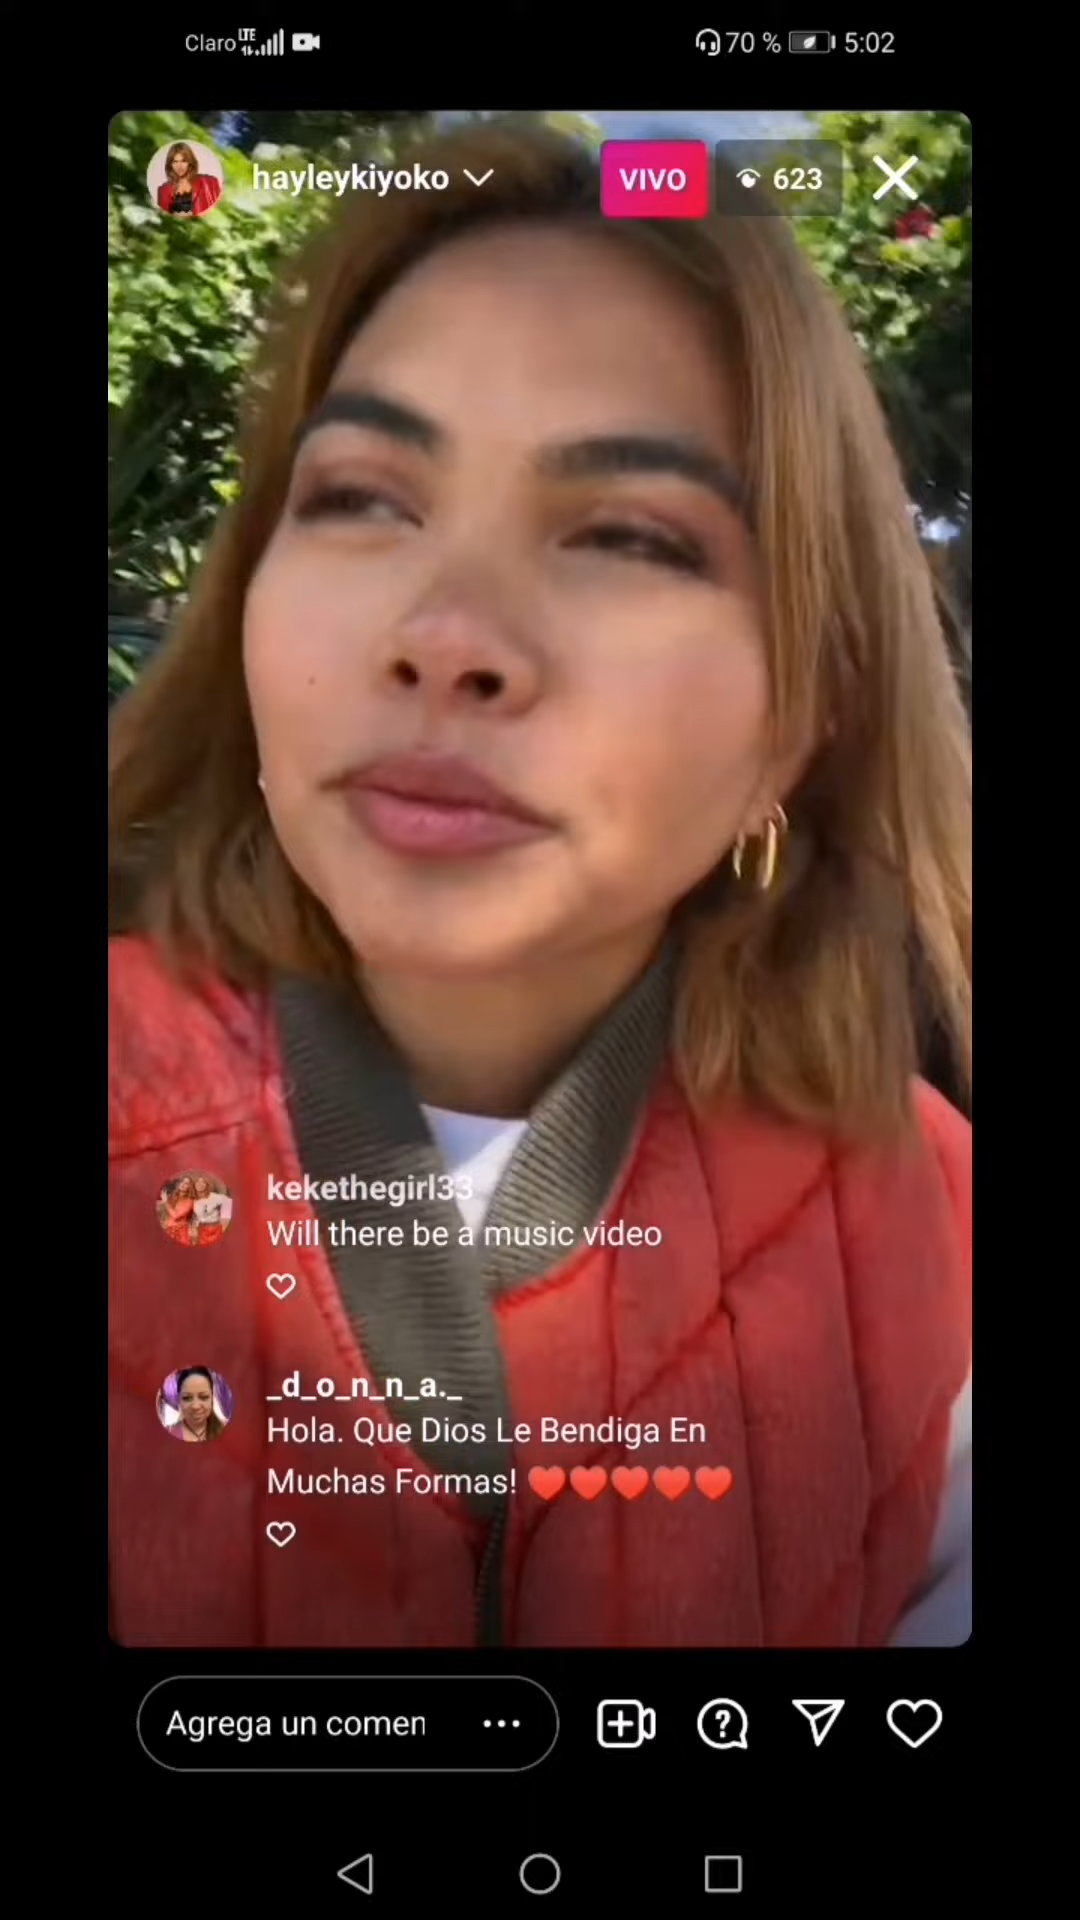 Claro LTE 70 % 5:02
hayleykiyoko VIVO 623
kekethegirl33
Will there be a music video
_d_o_n_n_a._
Hola. Que Dios Le Bendiga En
Muchas Formas! ❤️❤️❤️❤️❤️
Agrega un comen